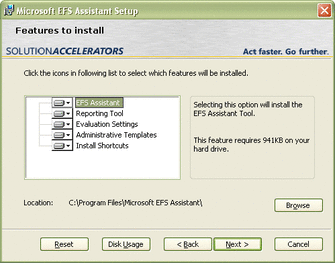 Microsoft EFS Assistant Setup
Features to install
SOLUTIONACCELERATORS
Act faster. Go further.
Click the icons in following list to select which features will be installed.
EFS Assistant
Reporting Tool
Evaluation Settings
Administrative Templates
Install Shortcuts
Selecting this option will install the
EFS Assistant Tool.
This feature requires 941KB on your
hard drive.
Location: C:\Program Files\Microsoft EFS Assistant\
Browse
Reset Disk Usage < Back Next > Cancel